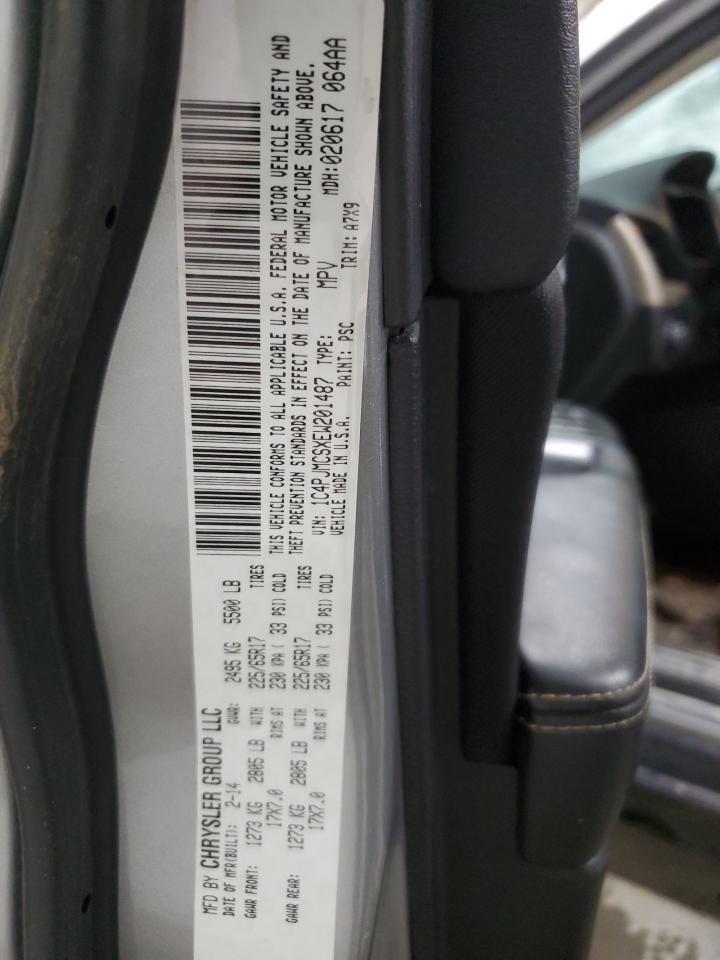 MFD BY CHRYSLER GROUP LLC
DATE OF MFR(BUILT): 2-14 GVWR: 2495 KG 5500 LB
GAWR FRONT: 1273 KG 2805 LB WITH 225/65R17 TIRES
17X7.0 RIMS AT 230 KPA ( 33 PSI) COLD
GAWR REAR: 1273 KG 2805 LB WITH 225/65R17 TIRES
17X7.0 RIMS AT 230 KPA ( 33 PSI) COLD
THIS VEHICLE CONFORMS TO ALL APPLICABLE U.S.A. FEDERAL MOTOR VEHICLE SAFETY AND
THEFT PREVENTION STANDARDS IN EFFECT ON THE DATE OF MANUFACTURE SHOWN ABOVE.
VIN: 1C4PJMCSXEW201487 TYPE: MPV MDH:020617 064AA
VEHICLE MADE IN U.S.A. PAINT: PSC TRIM: A7X9